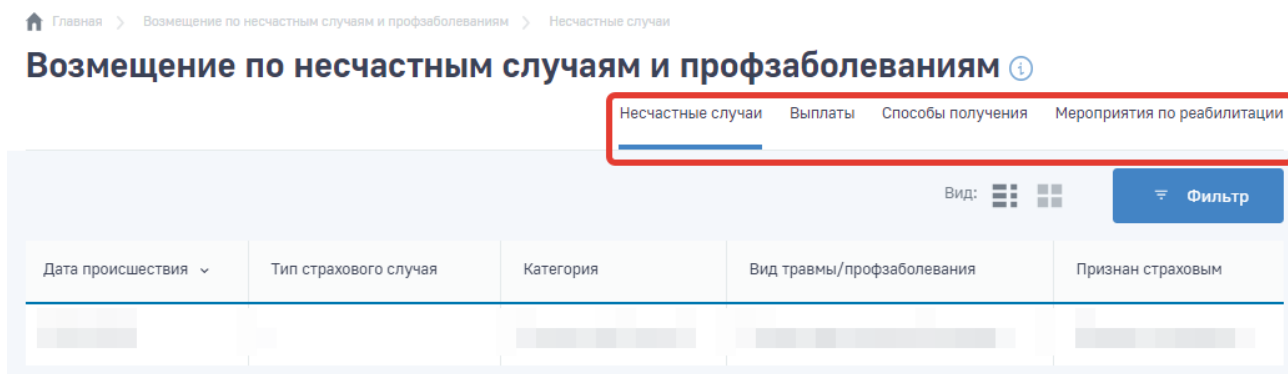 Главная > Возмещение по несчастным случаям и профзаболеваниям > Несчастные случаи
Возмещение по несчастным случаям и профзаболеваниям
Несчастные случаи Выплаты Способы получения Мероприятия по реабилитации
Вид: Фильтр
Дата происшествия Тип страхового случая Категория Вид травмы/профзаболевания Признан страховым